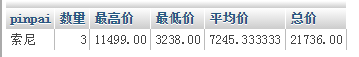 pinpai 数量 最高价 最低价 平均价 总价
索尼 3 11499.00 3238.00 7245.333333 21736.00